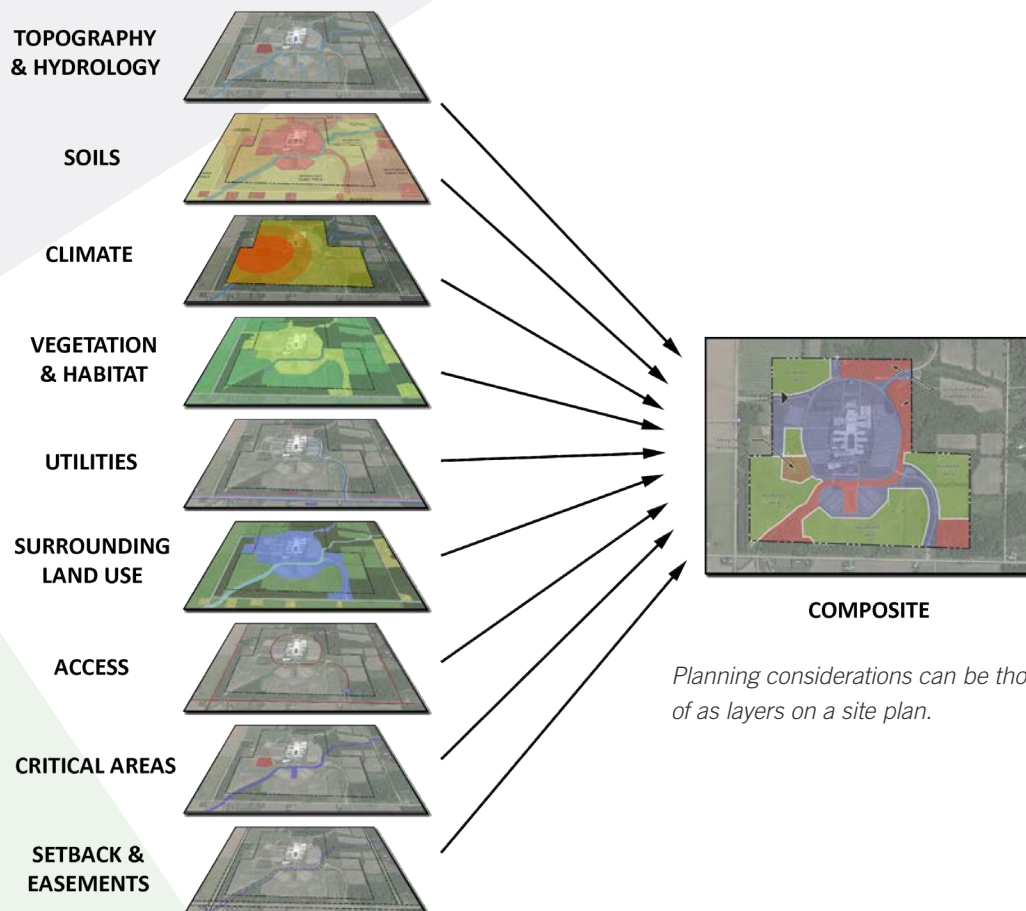 TOPOGRAPHY
& HYDROLOGY
SOILS
CLIMATE
VEGETATION
& HABITAT
UTILITIES
SURROUNDING
LAND USE
ACCESS
CRITICAL AREAS
SETBACK &
EASEMENTS
COMPOSITE
Planning considerations can be tho
of as layers on a site plan.